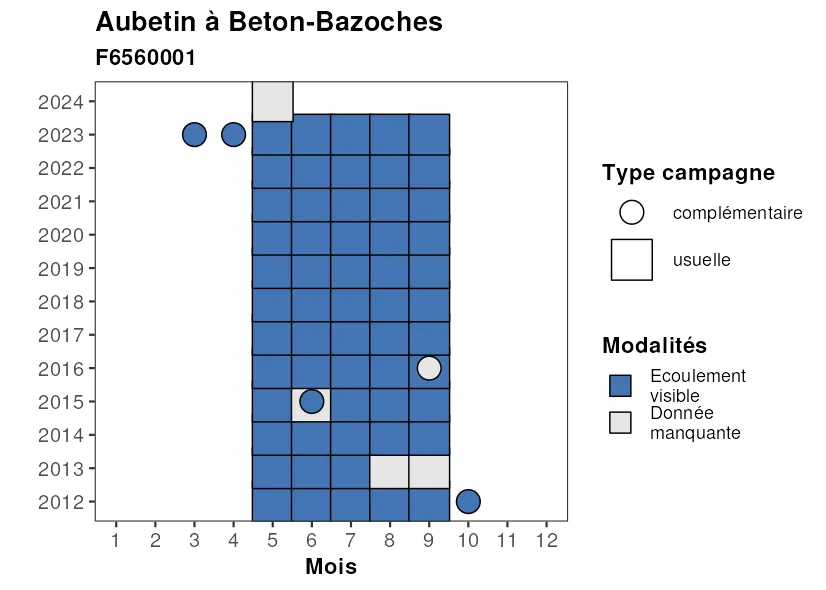 Aubetin à Beton-Bazoches
F6560001
2024
2023
2022
2021
2020
2019
2018
2017
2016
2015
2014
2013
2012
1 2 3 4 5 6 7 8 9 10 11 12
Mois
Type campagne
complémentaire
usuelle
Modalités
Ecoulement
visible
Donnée
manquante